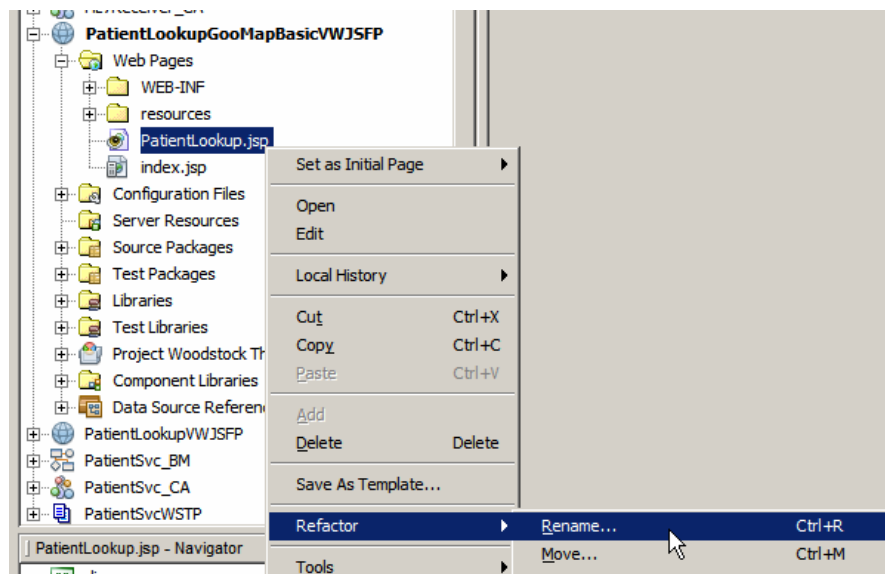 PatientLookupGooMapBasicVWJSFP
Web Pages
WEB-INF
resources
PatientLookup.jsp
index.jsp
Configuration Files
Server Resources
Source Packages
Test Packages
Libraries
Test Libraries
Project Woodstock Th
Component Libraries
Data Source Referen
PatientLookupVWJSFP
PatientSvc_BM
PatientSvc_CA
PatientSvcWSTP
PatientLookup.jsp - Navigator
Set as Initial Page
Open
Edit
Local History
Cut Ctrl+X
Copy Ctrl+C
Paste Ctrl+V
Add
Delete Delete
Save As Template...
Refactor
Tools
Rename... Ctrl+R
Move... Ctrl+M